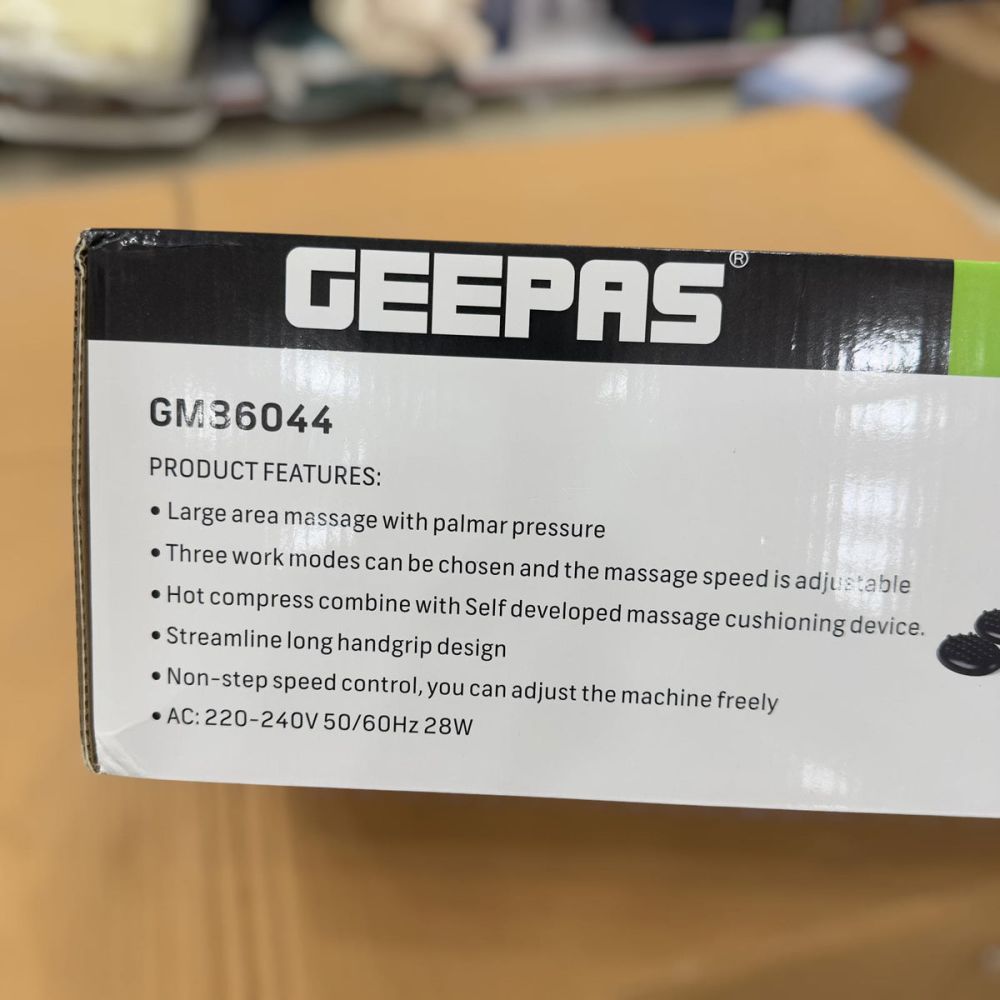 GEEPAS®
GM86044
PRODUCT FEATURES:
• Large area massage with palmar pressure
• Three work modes can be chosen and the massage speed is adjustable
• Hot compress combine with Self developed massage cushioning device.
• Streamline long handgrip design
• Non-step speed control, you can adjust the machine freely
• AC: 220-240V 50/60Hz 28W